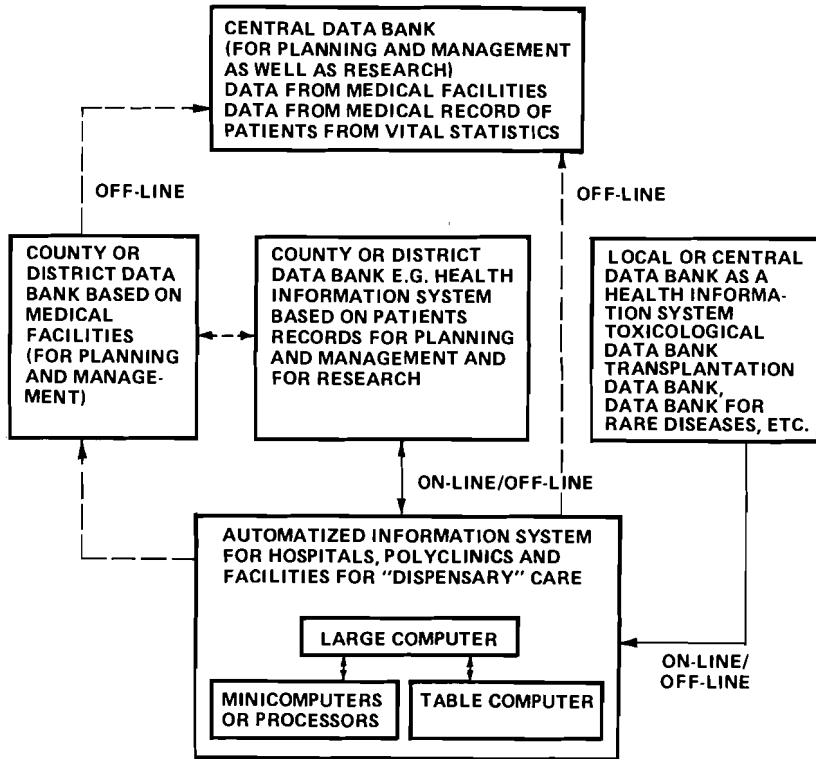 CENTRAL DATA BANK
(FOR PLANNING AND MANAGEMENT
AS WELL AS RESEARCH)
DATA FROM MEDICAL FACILITIES
DATA FROM MEDICAL RECORD OF
PATIENTS FROM VITAL STATISTICS
OFF-LINE
OFF-LINE
COUNTY OR
DISTRICT DATA
BANK BASED ON
MEDICAL
FACILITIES
(FOR PLANNING
AND MANAGE-
MENT)
COUNTY OR DISTRICT
DATA BANK E.G. HEALTH
INFORMATION SYSTEM
BASED ON PATIENTS
RECORDS FOR PLANNING
AND MANAGEMENT AND
FOR RESEARCH
LOCAL OR CENTRAL
DATA BANK AS A
HEALTH INFORMA-
TION SYSTEM
TOXICOLOGICAL
DATA BANK
TRANSPLANTATION
DATA BANK,
DATA BANK FOR
RARE DISEASES, ETC.
ON-LINE/OFF-LINE
AUTOMATIZED INFORMATION SYSTEM
FOR HOSPITALS, POLYCLINICS AND
FACILITIES FOR "DISPENSARY" CARE
LARGE COMPUTER
MINICOMPUTERS
OR PROCESSORS
TABLE COMPUTER
ON-LINE/
OFF-LINE